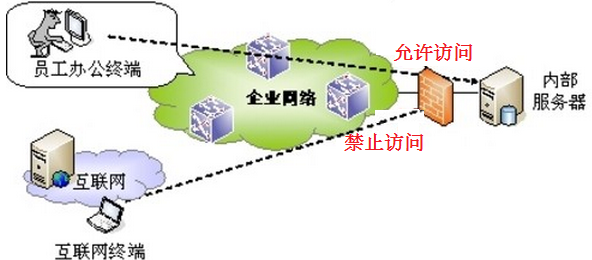 员工办公终端
允许访问
企业网络
内部
服务器
禁止访问
互联网
互联网终端